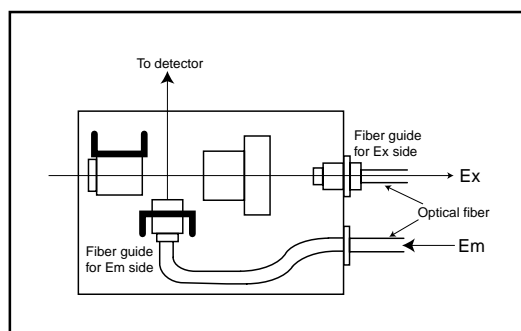 To detector
Fiber guide
for Ex side
Ex
Optical fiber
Em
Fiber guide
for Em side